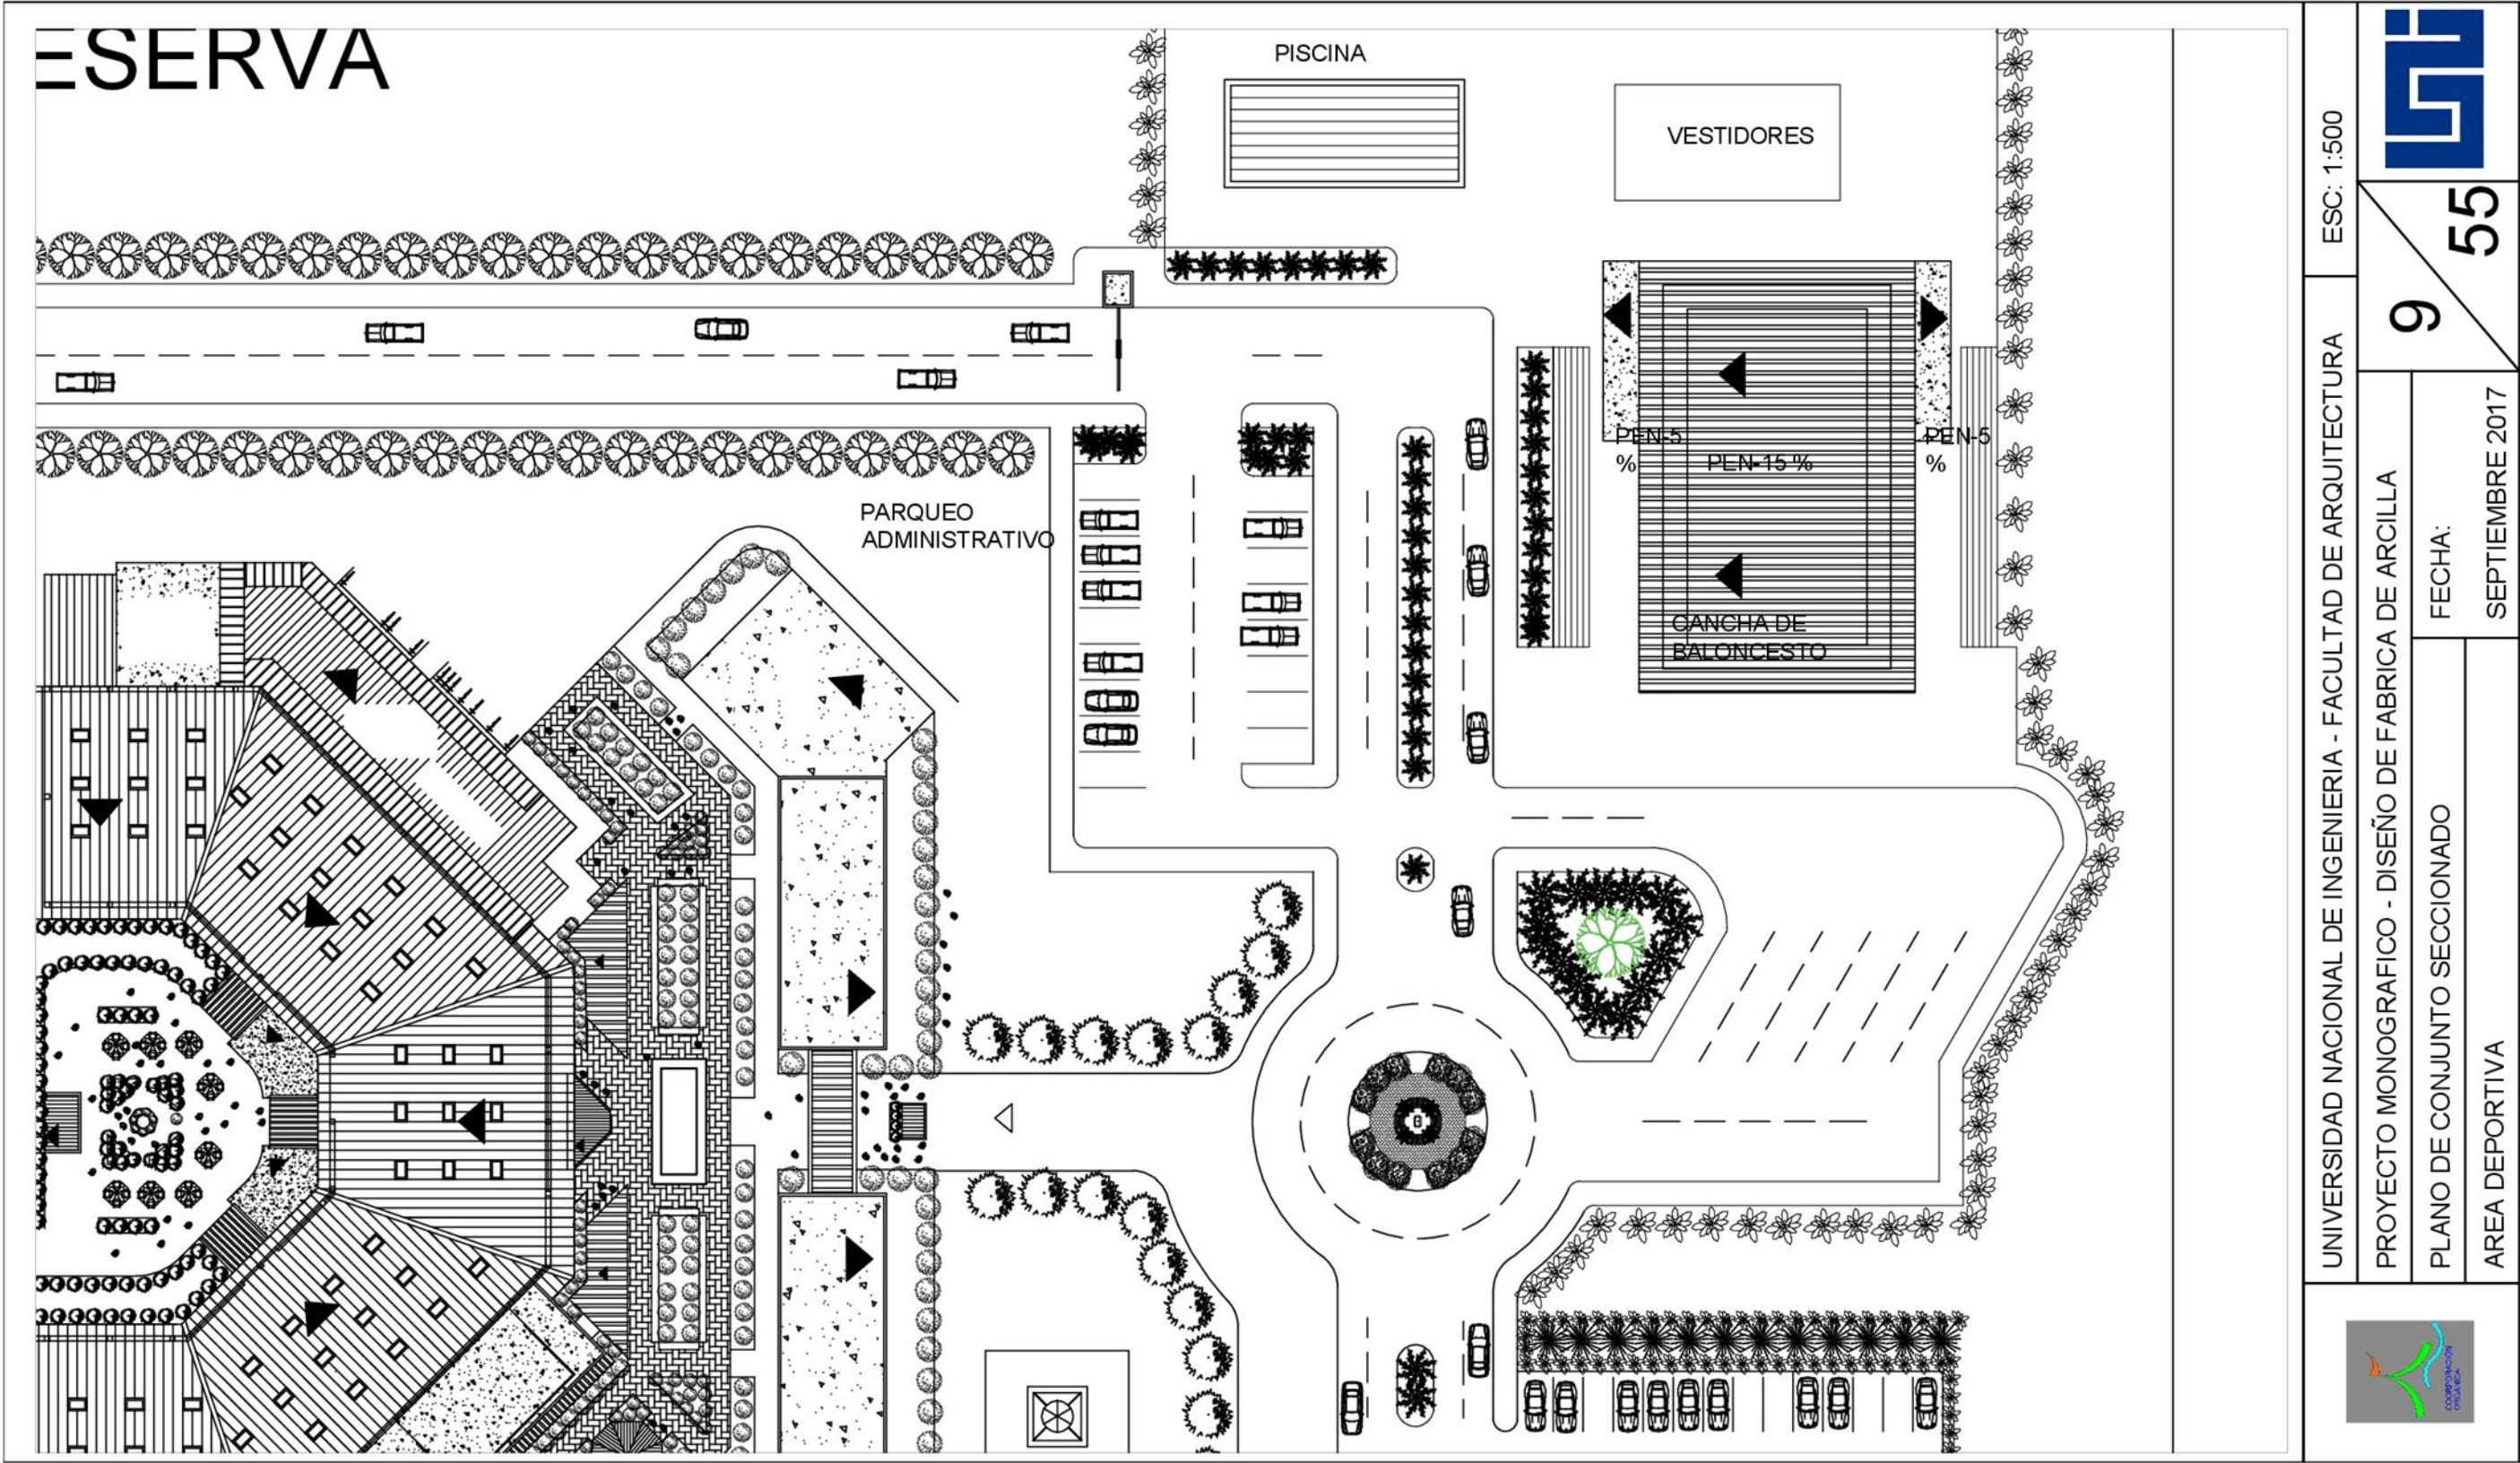 ESERVA
PISCINA
VESTIDORES
PARQUEO
ADMINISTRATIVO
PEN-5
%
PEN-15 %
PEN-5
%
CANCHA DE
BALONCESTO
UNIVERSIDAD NACIONAL DE INGENIERIA - FACULTAD DE ARQUITECTURA
ESC: 1:500
PROYECTO MONOGRAFICO - DISEÑO DE FABRICA DE ARCILLA
PLANO DE CONJUNTO SECCIONADO
FECHA:
AREA DEPORTIVA
SEPTIEMBRE 2017
9
55
CORPORACIÓN